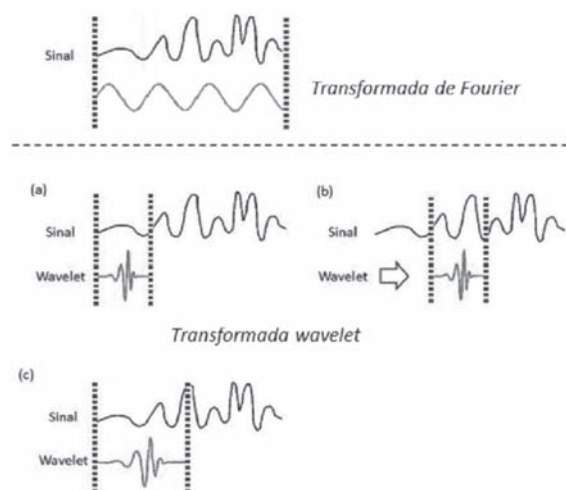 Sinal
Transformada de Fourier
(a)
(b)
Sinal
Sinal
Wavelet
Wavelet
Transformada wavelet
(c)
Sinal
Wavelet